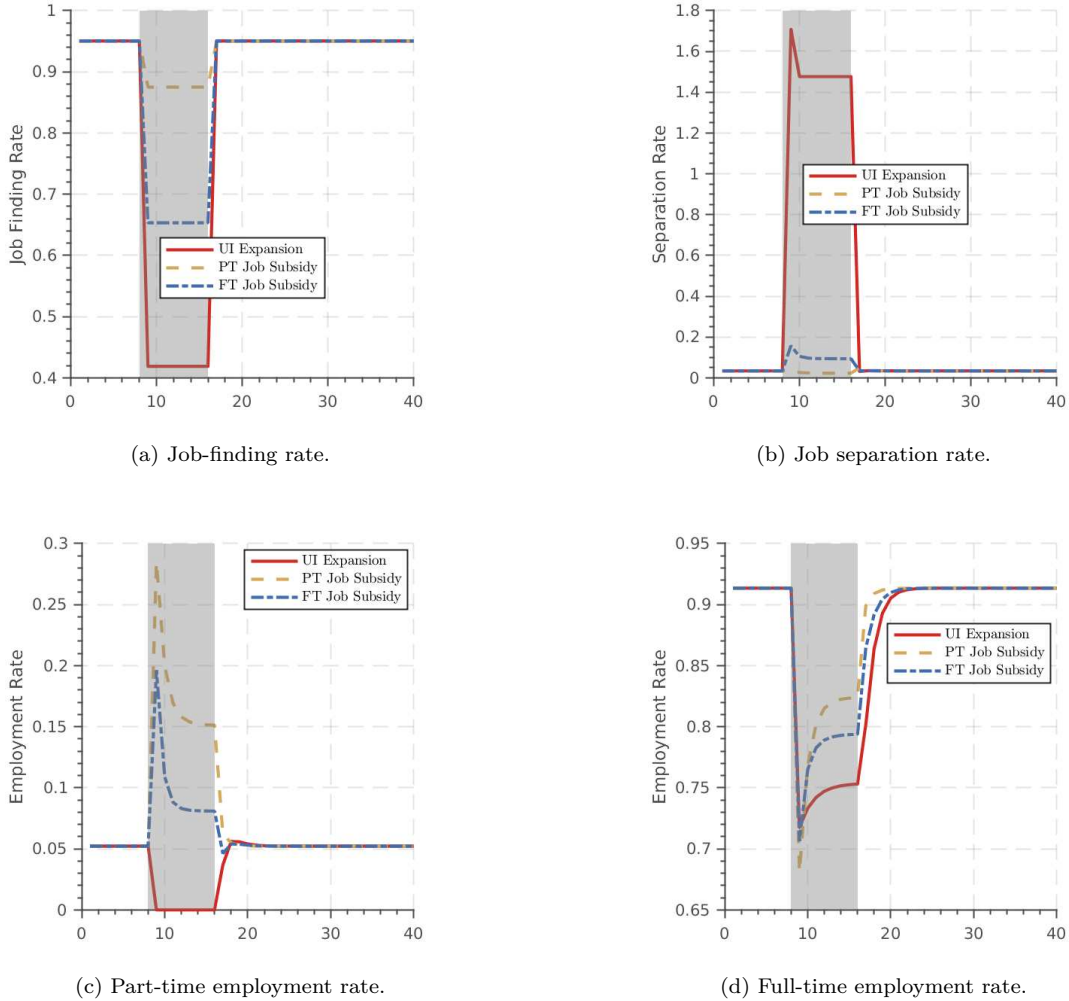 1
0.9
0.8
0.7
0.6
0.5
0.4
Job Finding Rate
UI Expansion
PT Job Subsidy
FT Job Subsidy
0 10 20 30 40
(a) Job-finding rate.
1.8
1.6
1.4
1.2
1
0.8
0.6
0.4
0.2
0
Separation Rate
UI Expansion
PT Job Subsidy
FT Job Subsidy
0 10 20 30 40
(b) Job separation rate.
0.3
0.25
0.2
0.15
0.1
0.05
0
Employment Rate
UI Expansion
PT Job Subsidy
FT Job Subsidy
0 10 20 30 40
(c) Part-time employment rate.
0.95
0.9
0.85
0.8
0.75
0.7
0.65
Employment Rate
UI Expansion
PT Job Subsidy
FT Job Subsidy
0 10 20 30 40
(d) Full-time employment rate.